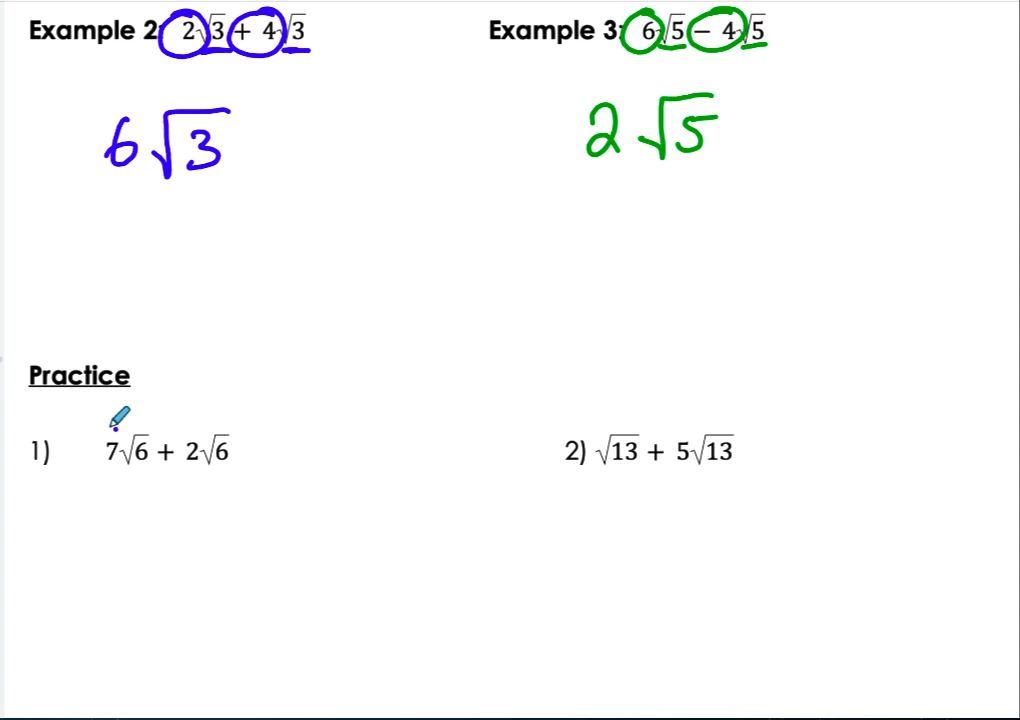 Example 2: 2√3 + 4√3
Example 3: 6√5 − 4√5
6√3
2√5
Practice
1) 7√6 + 2√6
2) √13 + 5√13